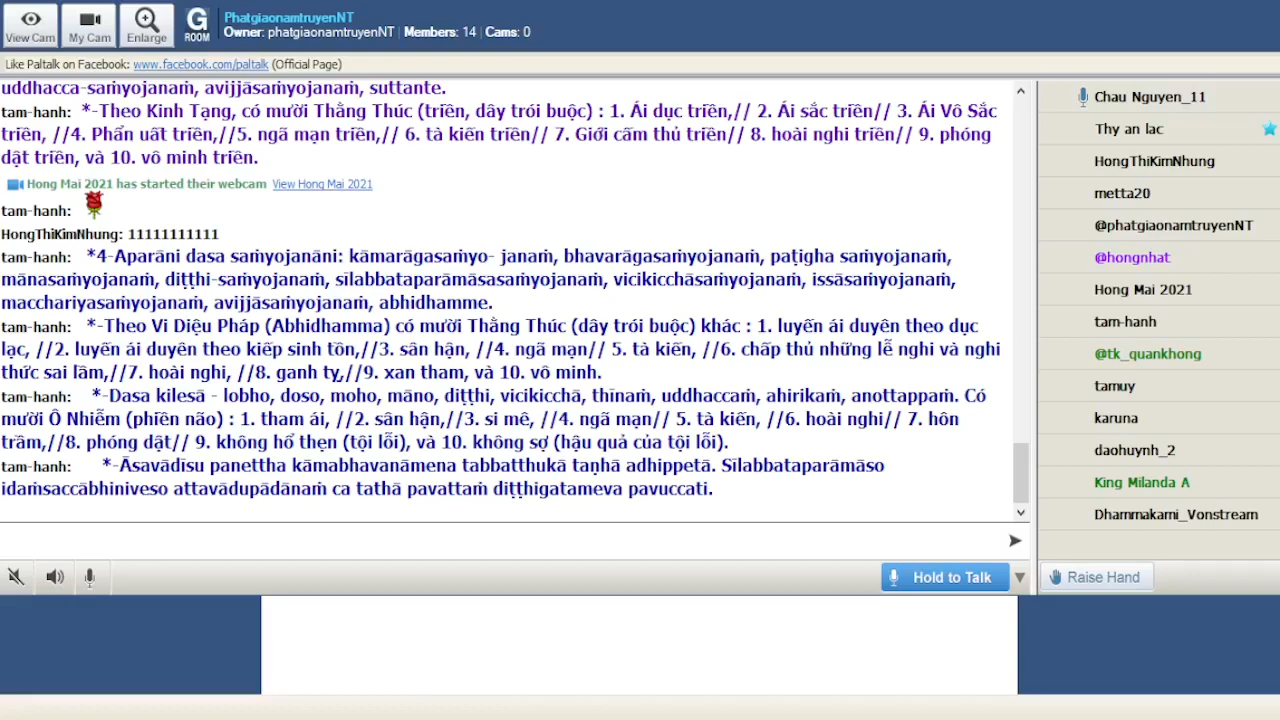 View Cam
My Cam
Enlarge
G
ROOM
PhatgiaonamtruyenNT
Owner: phatgiaonamtruyenNT | Members: 14 | Cams: 0
Like Paltalk on Facebook: www.facebook.com/paltalk (Official Page)
uddhacca-saṁyojanaṁ, avijjāsaṁyojanaṁ, suttante.
tam-hanh: *-Theo Kinh Tạng, có mười Thằng Thúc (triền, dây trói buộc) : 1. Ái dục triền,// 2. Ái sắc triền// 3. Ái Vô Sắc
triền, //4. Phẩn uất triền,//5. ngã mạn triền,// 6. tà kiến triền// 7. Giới cấm thủ triền// 8. hoài nghi triền// 9. phóng
dật triền, và 10. vô minh triền.
Hong Mai 2021 has started their webcam View Hong Mai 2021
tam-hanh:
HongThiKimNhung: 11111111111
tam-hanh: *4-Aparāni dasa saṁyojanāni: kāmarāgasaṁyo- janaṁ, bhavarāgasaṁyojanaṁ, paṭigha saṁyojanaṁ,
mānasaṁyojanaṁ, diṭṭhi-saṁyojanaṁ, sīlabbataparāmāsasaṁyojanaṁ, vicikicchāsaṁyojanaṁ, issāsaṁyojanaṁ,
macchariyasaṁyojanaṁ, avijjāsaṁyojanaṁ, abhidhamme.
tam-hanh: *-Theo Vi Diệu Pháp (Abhidhamma) có mười Thằng Thúc (dây trói buộc) khác : 1. luyến ái duyên theo dục
lạc, //2. luyến ái duyên theo kiếp sinh tồn,//3. sân hận, //4. ngã mạn// 5. tà kiến, //6. chấp thủ những lễ nghi và nghi
thức sai lầm,//7. hoài nghi, //8. ganh tỵ,//9. xan tham, và 10. vô minh.
tam-hanh: *-Dasa kilesā - lobho, doso, moho, māno, diṭṭhi, vicikicchā, thīnaṁ, uddhaccaṁ, ahirikaṁ, anottappaṁ. Có
mười Ô Nhiễm (phiền não) : 1. tham ái, //2. sân hận,//3. si mê, //4. ngã mạn// 5. tà kiến, //6. hoài nghi// 7. hôn
trầm,//8. phóng dật// 9. không hổ thẹn (tội lỗi), và 10. không sợ (hậu quả của tội lỗi).
tam-hanh: *-Āsavādīsu panettha kāmabhavanāmena tabbatthukā taṇhā adhippetā. Sīlabbataparāmāso
idaṁsaccābhiniveso attavādupādānaṁ ca tathā pavattaṁ diṭṭhigatameva pavuccati.
Hold to Talk
Chau Nguyen_11
Thy an lac
HongThiKimNhung
metta20
@phatgiaonamtruyenNT
@hongnhat
Hong Mai 2021
tam-hanh
@tk_quankhong
tamuy
karuna
daohuynh_2
King Milanda A
Dhammakami_Vonstream
Raise Hand